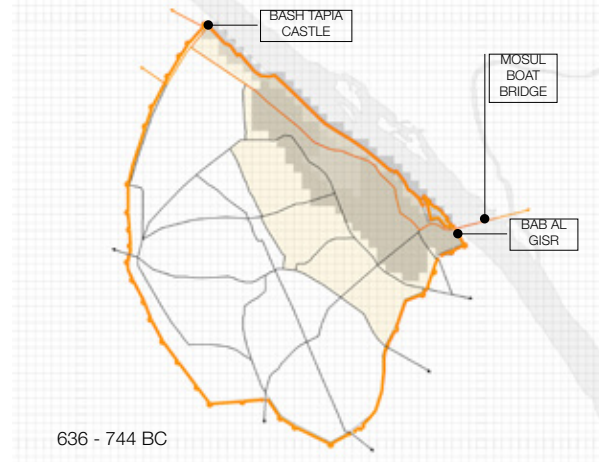 BASH TAPIA
CASTLE
MOSUL
BOAT
BRIDGE
BAB AL
GISR
636 - 744 BC